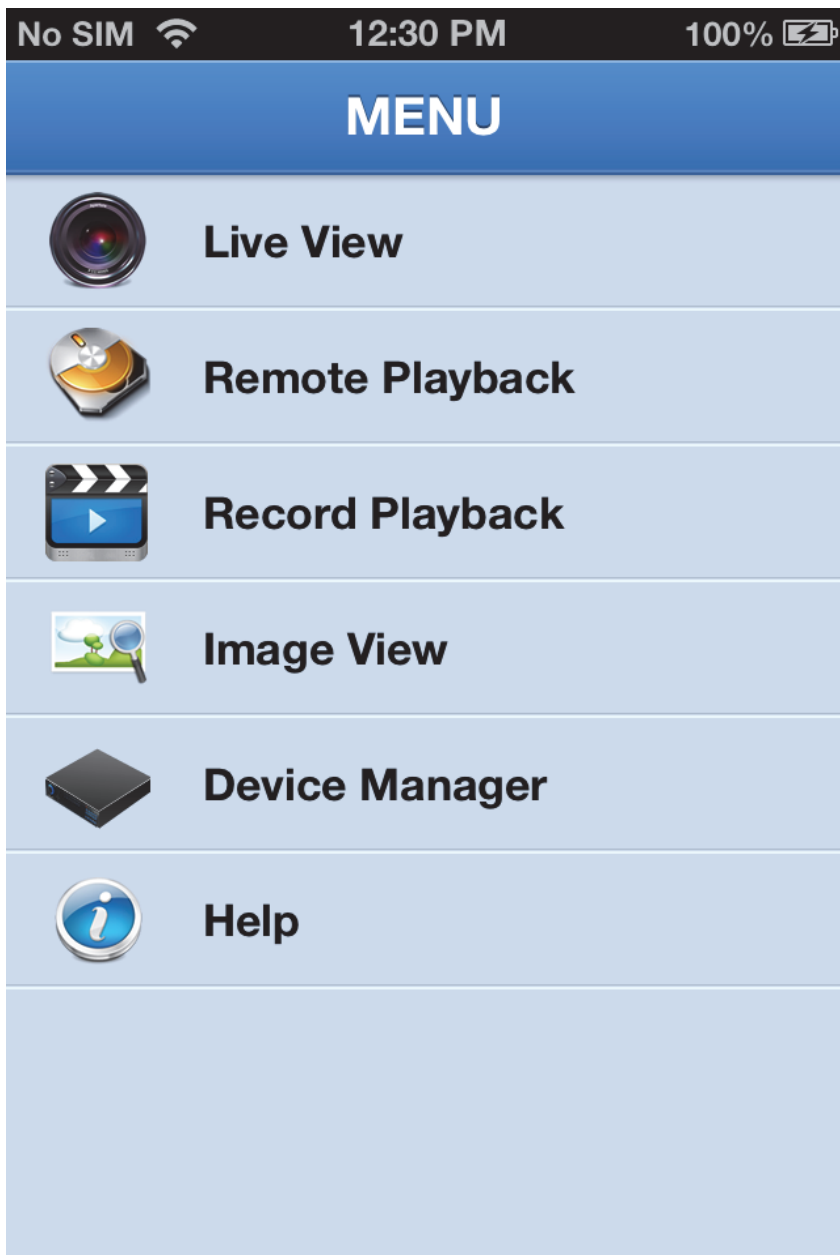 No SIM 12:30 PM 100%
MENU
Live View
Remote Playback
Record Playback
Image View
Device Manager
Help